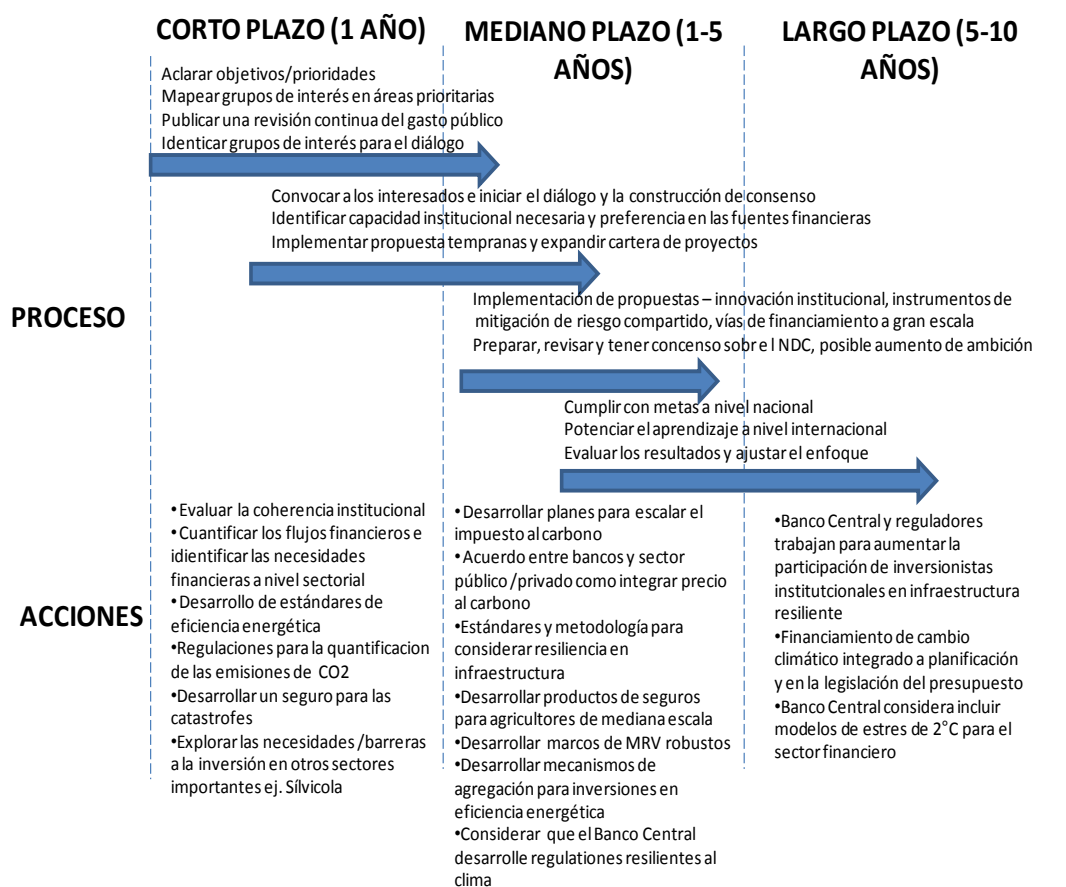 CORTO PLAZO (1 AÑO)
MEDIANO PLAZO (1-5
AÑOS)
LARGO PLAZO (5-10
AÑOS)
Aclarar objetivos/prioridades
Mapear grupos de interés en áreas prioritarias
Publicar una revisión continua del gasto público
Identicar grupos de interés para el diálogo
Convocar a los interesados e iniciar el diálogo y la construcción de consenso
Identificar capacidad institucional necesaria y preferencia en las fuentes financieras
Implementar propuesta tempranas y expandir cartera de proyectos
PROCESO
Implementación de propuestas – innovación institucional, instrumentos de
mitigación de riesgo compartido, vías de financiamiento a gran escala
Preparar, revisar y tener concenso sobre l NDC, posible aumento de ambición
Cumplir con metas a nivel nacional
Potenciar el aprendizaje a nivel internacional
Evaluar los resultados y ajustar el enfoque
ACCIONES
•Evaluar la coherencia institucional
•Cuantificar los flujos financieros e
idientificar las necesidades
financieras a nivel sectorial
•Desarrollo de estándares de
eficiencia energética
•Regulaciones para la quantificacion
de las emisiones de CO2
•Desarrollar un seguro para las
catastrofes
•Explorar las necesidades /barreras
a la inversión en otros sectores
importantes ej. Sílvicola
•Desarrollar planes para escalar el
impuesto al carbono
•Acuerdo entre bancos y sector
público /privado como integrar precio
al carbono
•Estándares y metodología para
considerar resiliencia en
infraestructura
•Desarrollar productos de seguros
para agricultores de mediana escala
•Desarrollar marcos de MRV robustos
•Desarrollar mecanismos de
agregación para inversiones en
eficiencia energética
•Considerar que el Banco Central
desarrolle regulationes resilientes al
clima
•Banco Central y reguladores
trabajan para aumentar la
participación de inversionistas
institutcionales en infraestructura
resiliente
•Financiamiento de cambio
climático integrado a planificación
y en la legislación del presupuesto
•Banco Central considera incluir
modelos de estres de 2°C para el
sector financiero